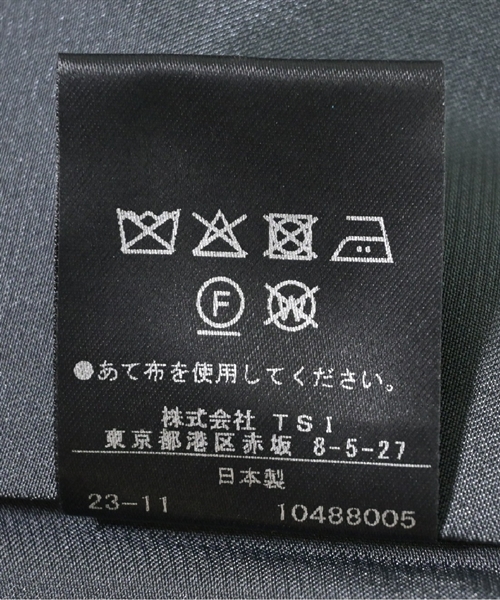 F
W
●あて布を使用してください。
株式会社 TSI
東京都港区赤坂 8-5-27
日本製
23-11 10488005